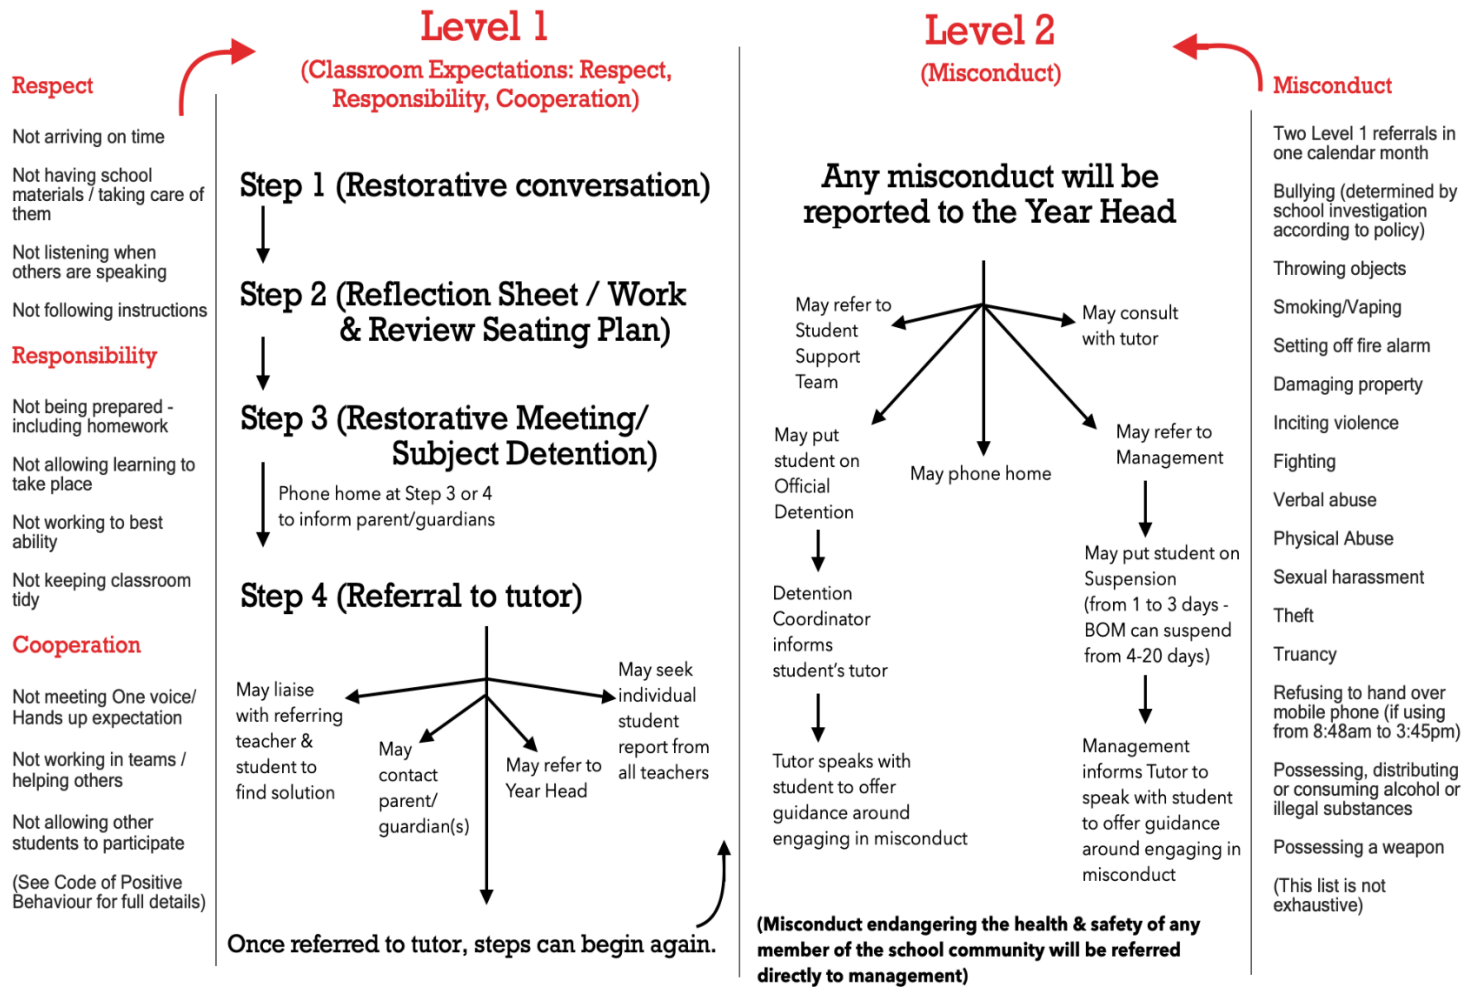 Respect
Not arriving on time
Not having school
materials / taking care of
them
Not listening when
others are speaking
Not following instructions
Responsibility
Not being prepared -
including homework
Not allowing learning to
take place
Not working to best
ability
Not keeping classroom
tidy
Cooperation
Not meeting One voice/
Hands up expectation
Not working in teams /
helping others
Not allowing other
students to participate
(See Code of Positive
Behaviour for full details)
Level 1
(Classroom Expectations: Respect,
Responsibility, Cooperation)
Step 1 (Restorative conversation)
Step 2 (Reflection Sheet / Work
& Review Seating Plan)
Step 3 (Restorative Meeting/
Subject Detention)
Phone home at Step 3 or 4
to inform parent/guardians
Step 4 (Referral to tutor)
May liaise
with referring
teacher &
student to
find solution
May
contact
parent/
guardian(s)
May refer to
Year Head
May seek
individual
student
report from
all teachers
Once referred to tutor, steps can begin again.
Level 2
(Misconduct)
Any misconduct will be
reported to the Year Head
May refer to
Student
Support
Team
May consult
with tutor
May put
student on
Official
Detention
May phone home
May refer to
Management
Detention
Coordinator
informs
student's tutor
May put student on
Suspension
(from 1 to 3 days -
BOM can suspend
from 4-20 days)
Tutor speaks with
student to offer
guidance around
engaging in misconduct
Management
informs Tutor to
speak with student
to offer guidance
around engaging in
misconduct
(Misconduct endangering the health & safety of any
member of the school community will be referred
directly to management)
Misconduct
Two Level 1 referrals in
one calendar month
Bullying (determined by
school investigation
according to policy)
Throwing objects
Smoking/Vaping
Setting off fire alarm
Damaging property
Inciting violence
Fighting
Verbal abuse
Physical Abuse
Sexual harassment
Theft
Truancy
Refusing to hand over
mobile phone (if using
from 8:48am to 3:45pm)
Possessing, distributing
or consuming alcohol or
illegal substances
Possessing a weapon
(This list is not
exhaustive)